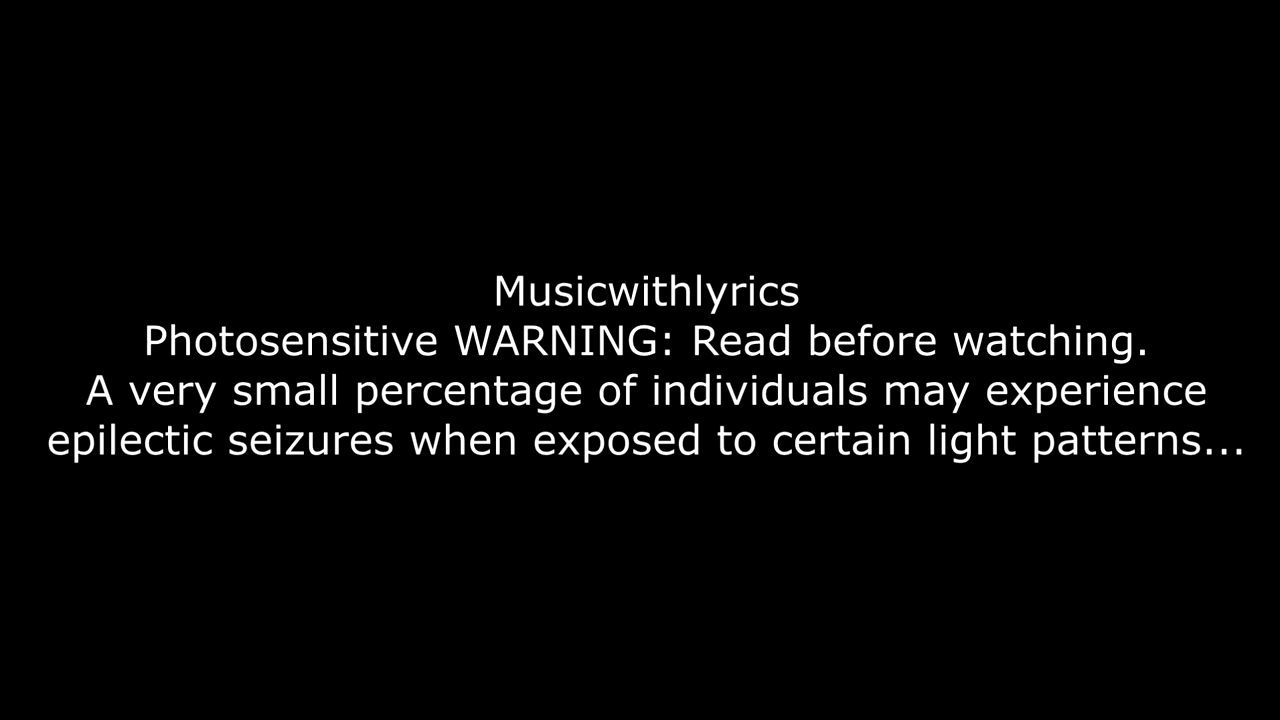 Musicwithlyrics
Photosensitive WARNING: Read before watching.
A very small percentage of individuals may experience
epilectic seizures when exposed to certain light patterns...